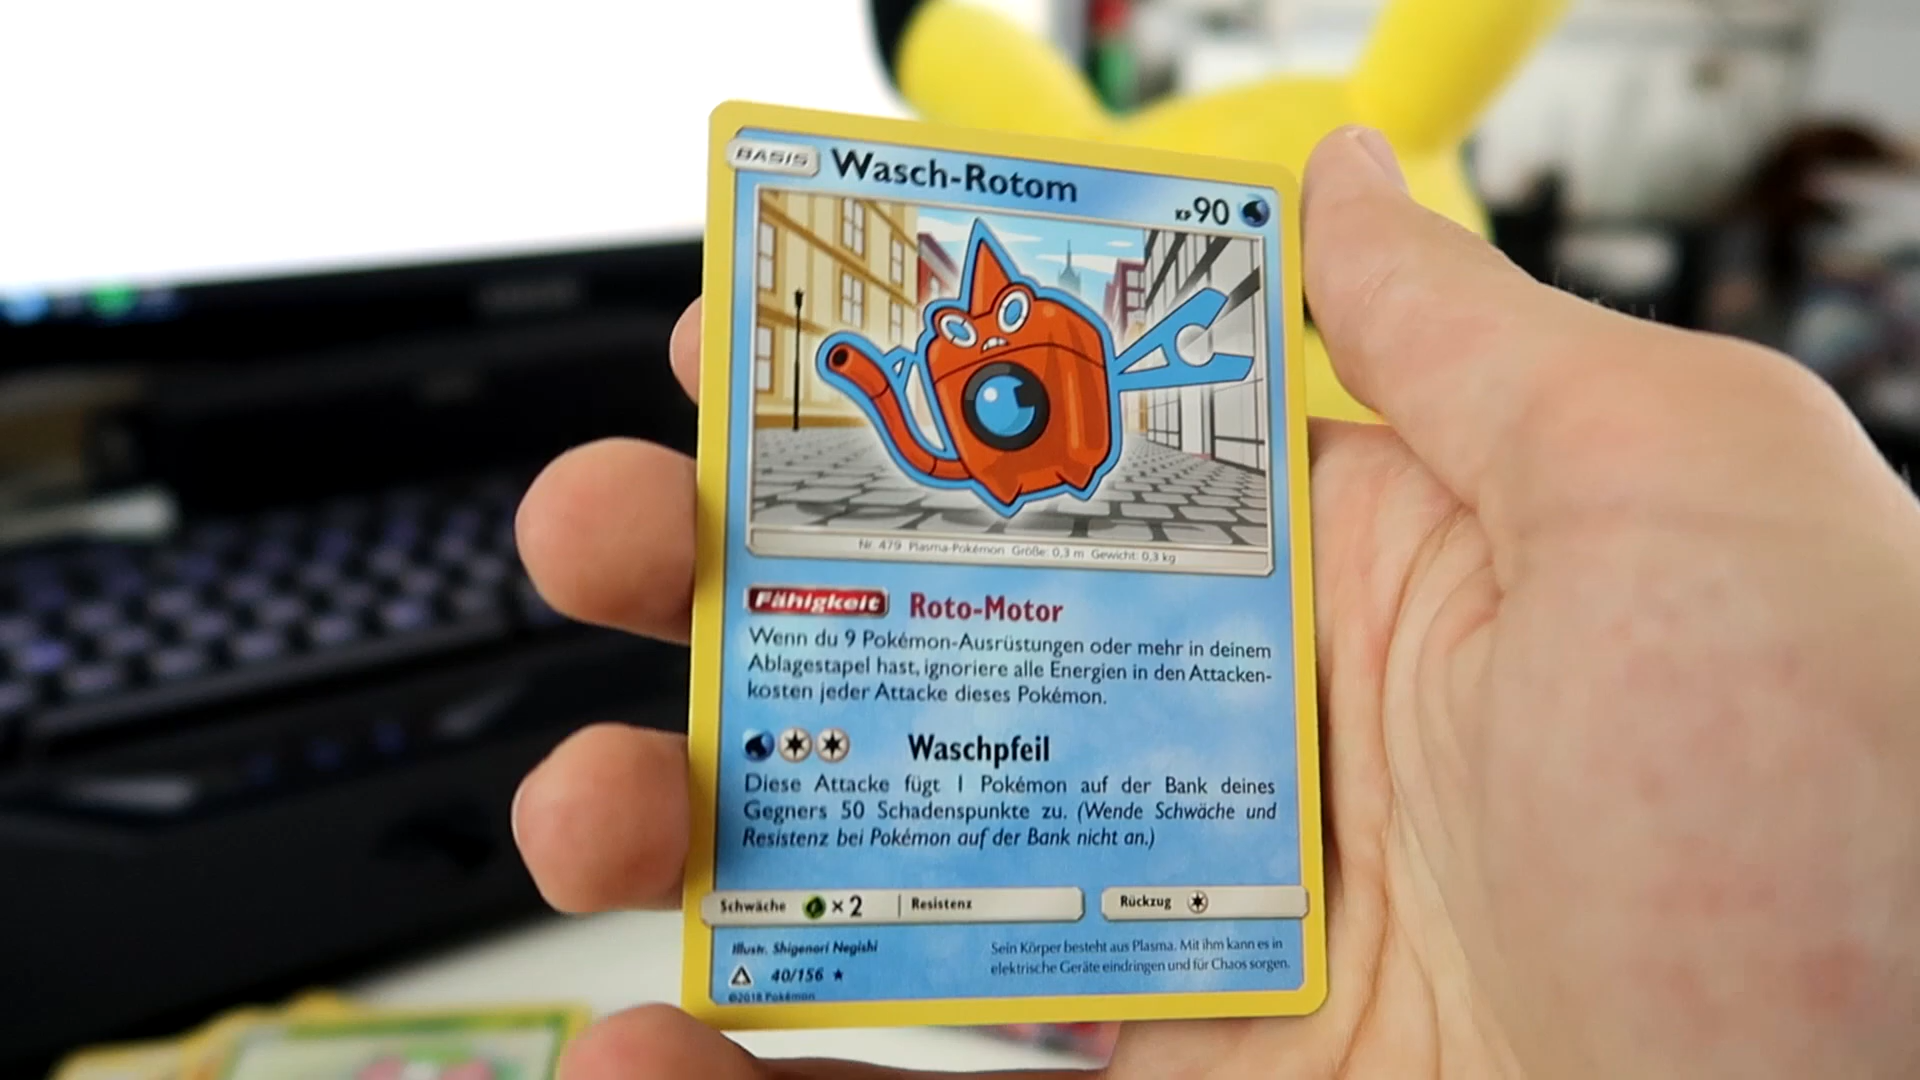 BASIS Wasch-Rotom KP 90
Nr. 479 Plasma-Pokémon Größe: 0,3 m Gewicht: 0,3 kg
Fähigkeit Roto-Motor
Wenn du 9 Pokémon-Ausrüstungen oder mehr in deinem
Ablagestapel hast, ignoriere alle Energien in den Attacken-
kosten jeder Attacke dieses Pokémon.
Waschpfeil
Diese Attacke fügt 1 Pokémon auf der Bank deines
Gegners 50 Schadenspunkte zu. (Wende Schwäche und
Resistenz bei Pokémon auf der Bank nicht an.)
Schwäche × 2 Resistenz Rückzug
Illustr. Shigenori Negishi
Sein Körper besteht aus Plasma. Mit ihm kann es in
elektrische Geräte eindringen und für Chaos sorgen.
40/156
©2018 Pokémon